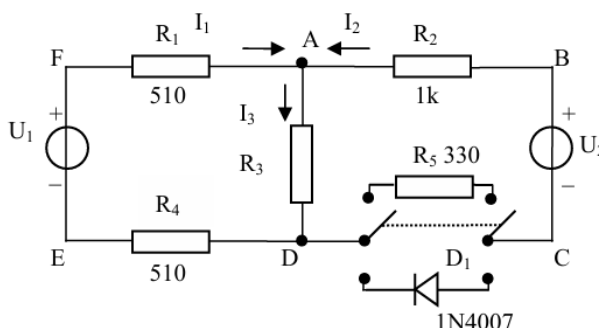 I₁
A
I₂
F
R₁
R₂
B
510
1k
+
I₃
+
U₁
R₃
U₂
R₅ 330
−
−
R₄
E
D
D₁
C
510
1N4007